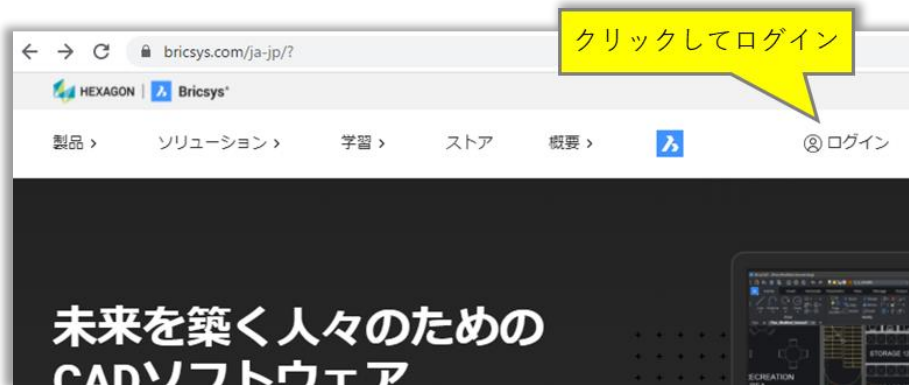 クリックしてログイン
bricsys.com/ja-jp/?
HEXAGON | Bricsys®
製品 ›
ソリューション ›
学習 ›
ストア
概要 ›
ログイン
未来を築く人々のための
CADソフトウェア
STORAGE